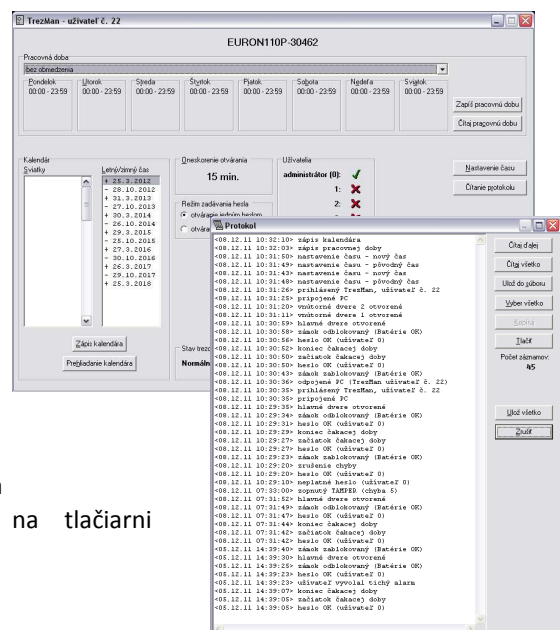 TrezMan - užívateľ č. 22
EURON110P-30462
Pracovná doba
bez obmedzenia
Pondelok
00:00 - 23:59
Utorok
00:00 - 23:59
Streda
00:00 - 23:59
Štvrtok
00:00 - 23:59
Piatok
00:00 - 23:59
Sobota
00:00 - 23:59
Nedeľa
00:00 - 23:59
Sviatok
00:00 - 23:59
Zapíš pracovnú dobu
Čítaj pracovnú dobu
Kalendár
Sviatky
Letný/zimný čas
+ 25.3.2012
- 28.10.2012
+ 31.3.2013
- 27.10.2013
+ 30.3.2014
- 26.10.2014
+ 29.3.2015
- 25.10.2015
+ 27.3.2016
- 30.10.2016
+ 26.3.2017
- 29.10.2017
+ 25.3.2018
Zápis kalendára
Prehliadanie kalendára
Oneskorenie otvárania
15 min.
Režim zadávania hesla
otváranie jedným heslom
otvára
Užívatelia
administrátor (0):
1:
2:
Nastavenie času
Čítanie protokolu
Stav trezo
Normáln
Protokol
<08.12.11 10:32:10> zápis kalendára
<08.12.11 10:32:03> zápis pracovnej doby
<08.12.11 10:31:50> nastavenie času - nový čas
<08.12.11 10:31:49> nastavenie času - pôvodný čas
<08.12.11 10:31:43> nastavenie času - nový čas
<08.12.11 10:31:48> nastavenie času - pôvodný čas
<08.12.11 10:31:26> prihlásený TrezMan, užívateľ č. 22
<08.12.11 10:31:25> pripojené PC
<08.12.11 10:31:20> vnútorné dvere 2 otvorené
<08.12.11 10:31:11> vnútorné dvere 1 otvorené
<08.12.11 10:30:59> hlavné dvere otvorené
<08.12.11 10:30:58> zámok odblokovaný (Batérie OK)
<08.12.11 10:30:56> heslo OK (užívateľ 0)
<08.12.11 10:30:52> koniec čakacej doby
<08.12.11 10:30:50> začiatok čakacej doby
<08.12.11 10:30:50> heslo OK (užívateľ 0)
<08.12.11 10:30:43> zámok zablokovaný (Batérie OK)
<08.12.11 10:30:36> odpojené PC (TrezMan užívateľ č. 22)
<08.12.11 10:30:35> prihlásený TrezMan, užívateľ č. 22
<08.12.11 10:30:35> pripojené PC
<08.12.11 10:29:35> hlavné dvere otvorené
<08.12.11 10:29:34> zámok odblokovaný (Batérie OK)
<08.12.11 10:29:31> heslo OK (užívateľ 0)
<08.12.11 10:29:29> koniec čakacej doby
<08.12.11 10:29:27> začiatok čakacej doby
<08.12.11 10:29:27> heslo OK (užívateľ 0)
<08.12.11 10:29:23> zámok zablokovaný (Batérie OK)
<08.12.11 10:29:20> zrušenie chyby
<08.12.11 10:29:20> heslo OK (užívateľ 0)
<08.12.11 10:29:10> neplatné heslo (užívateľ 0)
<08.12.11 07:33:00> zopnutý TAMPER (chyba 5)
<08.12.11 07:31:52> hlavné dvere otvorené
<08.12.11 07:31:49> zámok odblokovaný (Batérie OK)
<08.12.11 07:31:47> heslo OK (užívateľ 0)
<08.12.11 07:31:44> koniec čakacej doby
<08.12.11 07:31:42> začiatok čakacej doby
<08.12.11 07:31:42> heslo OK (užívateľ 0)
<05.12.11 14:39:40> zámok zablokovaný (Batérie OK)
<05.12.11 14:39:30> hlavné dvere otvorené
<05.12.11 14:39:25> zámok odblokovaný (Batérie OK)
<05.12.11 14:39:23> heslo OK (užívateľ 0)
<05.12.11 14:39:23> užívateľ vyvolal tichý alarm
<05.12.11 14:39:07> koniec čakacej doby
<05.12.11 14:39:05> začiatok čakacej doby
<05.12.11 14:39:05> heslo OK (užívateľ 0)
Čítaj ďalej
Čítaj všetko
Ulož do súboru
Vyber všetko
Kopíruj
Tlačiť
Počet záznamov:
45
Ulož všetko
Zrušiť
na tlačiarni